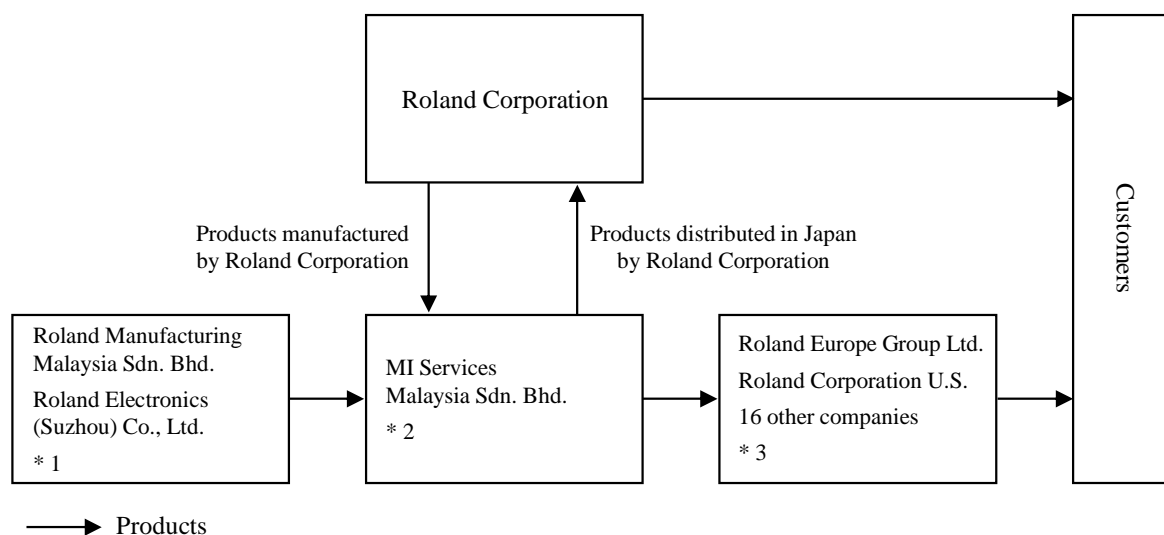 Roland Corporation
Customers
Products manufactured
by Roland Corporation
Products distributed in Japan
by Roland Corporation
Roland Manufacturing
Malaysia Sdn. Bhd.
Roland Electronics
(Suzhou) Co., Ltd.
* 1
MI Services
Malaysia Sdn. Bhd.
* 2
Roland Europe Group Ltd.
Roland Corporation U.S.
16 other companies
* 3
Products